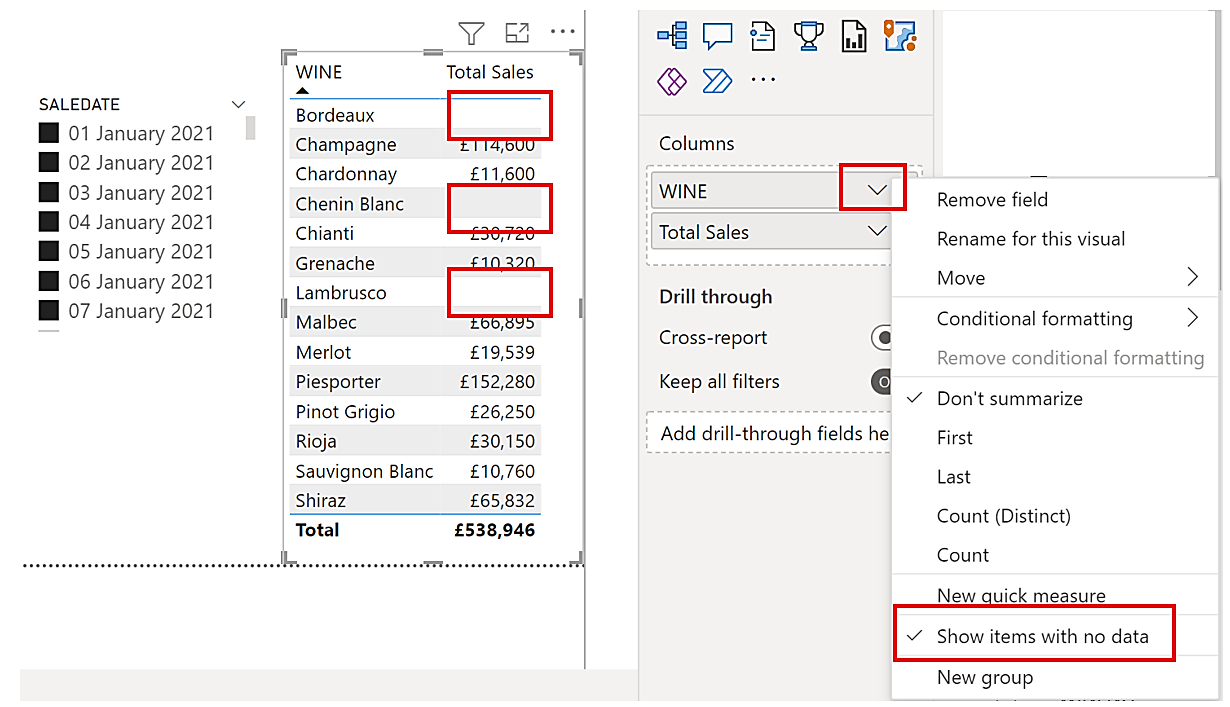 SALEDATE
01 January 2021
02 January 2021
03 January 2021
04 January 2021
05 January 2021
06 January 2021
07 January 2021
WINE Total Sales
Bordeaux
Champagne £114,600
Chardonnay £11,600
Chenin Blanc
Chianti £30,720
Grenache £10,320
Lambrusco
Malbec £66,895
Merlot £19,539
Piesporter £152,280
Pinot Grigio £26,250
Rioja £30,150
Sauvignon Blanc £10,760
Shiraz £65,832
Total £538,946
Columns
WINE
Total Sales
Drill through
Cross-report
Keep all filters
Add drill-through fields he
Remove field
Rename for this visual
Move
Conditional formatting
Remove conditional formatting
Don't summarize
First
Last
Count (Distinct)
Count
New quick measure
Show items with no data
New group